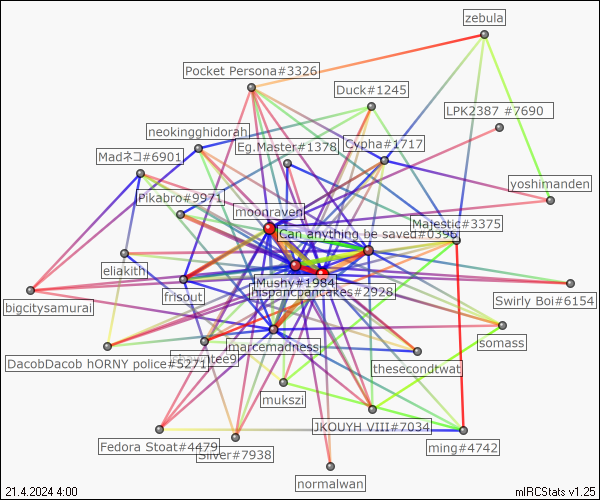 zebula
Pocket Persona#3326
Duck#1245
LPK2387 #7690
neokingghidorah
Eg.Master#1378
Cypha#1717
Madネコ#6901
yoshimanden
Pikabro#9971
moonraven
Majestic#3375
Can anything be saved#0396
eliakith
Mushy#1984
frisout
hispanicpancakes#2928
bigcitysamurai
Swirly Boi#6154
marcemadness
somass
DacobDacob hORNY police#5271
thesecondtwat
mukszi
JKOUYH VIII#7034
Fedora Stoat#4479
Silver#7938
ming#4742
normalwan
21.4.2024 4:00
mIRCStats v1.25